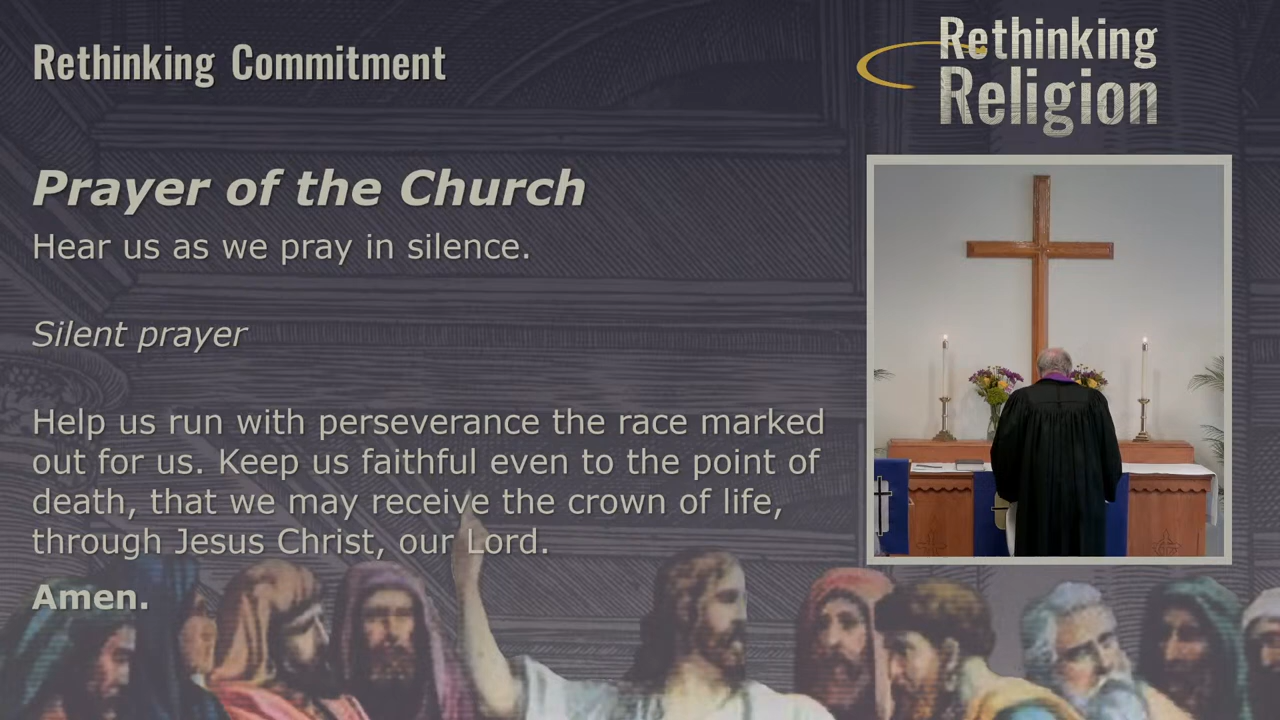 Rethinking Commitment
Rethinking
Religion
Prayer of the Church
Hear us as we pray in silence.
Silent prayer
Help us run with perseverance the race marked
out for us. Keep us faithful even to the point of
death, that we may receive the crown of life,
through Jesus Christ, our Lord.
Amen.